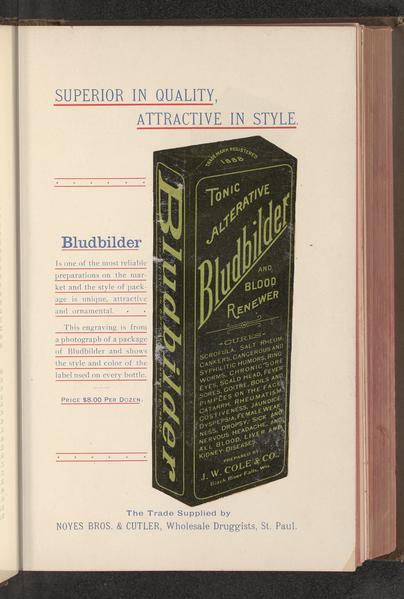 SUPERIOR IN QUALITY,
ATTRACTIVE IN STYLE.
Bludbilder
Is one of the most reliable
preparations on the mar-
ket and the style of pack-
age is unique, attractive
and ornamental.
This engraving is from
a photograph of a package
of Bludbilder and shows
the style and color of the
label used on every bottle.
PRICE $8.00 PER DOZEN.
Bludbilder
TRADE MARK REGISTERED
1888
TONIC
ALTERATIVE
Bludbilder
AND
BLOOD
RENEWER
CURES
SCROFULA, SALT RHEUM,
CANKERS, CANCEROUS AND
SYPHILITIC HUMORS, RING
WORMS, CHRONIC SORE
EYES, SCALD HEAD, FEVER
SORES, GOITRE, BOILS AND
PIMPLES ON THE FACE,
CATARRH, RHEUMATISM,
COSTIVENESS, JAUNDICE,
DYSPEPSIA, FEMALE WEAK-
NESS, DROPSY, SICK AND
NERVOUS HEADACHE, AND
ALL BLOOD, LIVER AND
KIDNEY DISEASES.
PREPARED BY
J. W. COLE & CO.,
Black River Falls, Wis.
The Trade Supplied by
NOYES BROS. & CUTLER, Wholesale Druggists, St. Paul.